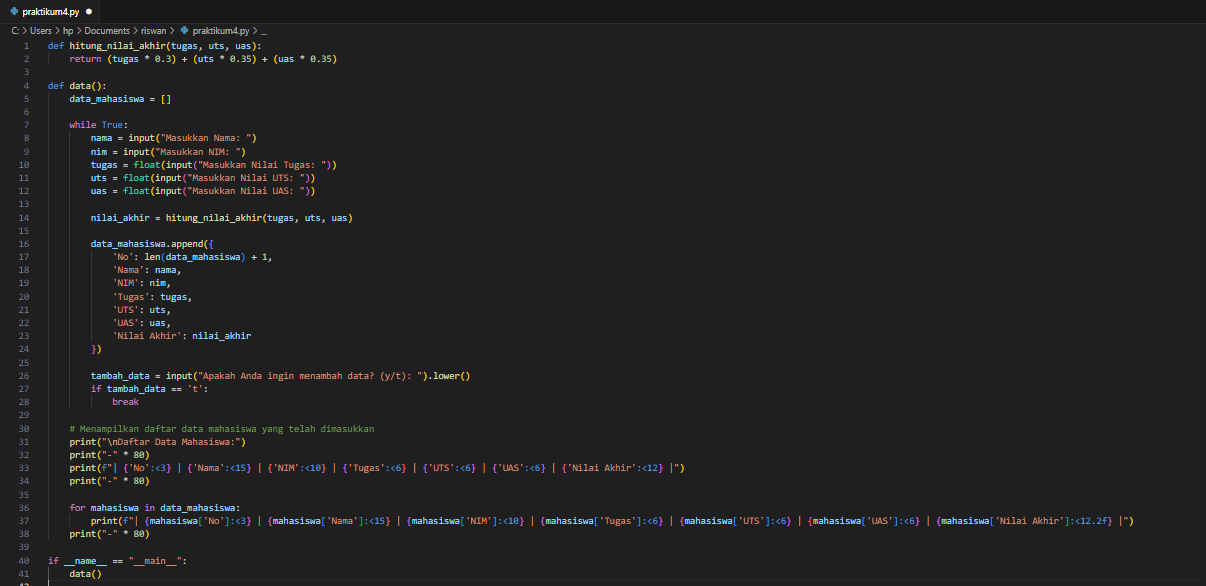 praktikum4.py ●
C: > Users > hp > Documents > riswan > praktikum4.py > ...
1 def hitung_nilai_akhir(tugas, uts, uas):
2     return (tugas * 0.3) + (uts * 0.35) + (uas * 0.35)
3
4 def data():
5     data_mahasiswa = []
6
7     while True:
8         nama = input("Masukkan Nama: ")
9         nim = input("Masukkan NIM: ")
10         tugas = float(input("Masukkan Nilai Tugas: "))
11         uts = float(input("Masukkan Nilai UTS: "))
12         uas = float(input("Masukkan Nilai UAS: "))
13
14         nilai_akhir = hitung_nilai_akhir(tugas, uts, uas)
15
16         data_mahasiswa.append({
17             'No': len(data_mahasiswa) + 1,
18             'Nama': nama,
19             'NIM': nim,
20             'Tugas': tugas,
21             'UTS': uts,
22             'UAS': uas,
23             'Nilai Akhir': nilai_akhir
24         })
25
26         tambah_data = input("Apakah Anda ingin menambah data? (y/t): ").lower()
27         if tambah_data == 't':
28             break
29
30     # Menampilkan daftar data mahasiswa yang telah dimasukkan
31     print("\nDaftar Data Mahasiswa:")
32     print("-" * 80)
33     print(f"| {'No':<3} | {'Nama':<15} | {'NIM':<10} | {'Tugas':<6} | {'UTS':<6} | {'UAS':<6} | {'Nilai Akhir':<12} |")
34     print("-" * 80)
35
36     for mahasiswa in data_mahasiswa:
37         print(f"| {mahasiswa['No']:<3} | {mahasiswa['Nama']:<15} | {mahasiswa['NIM']:<10} | {mahasiswa['Tugas']:<6} | {mahasiswa['UTS']:<6} | {mahasiswa['UAS']:<6} | {mahasiswa['Nilai Akhir']:<12.2f} |")
38     print("-" * 80)
39
40 if __name__ == "__main__":
41     data()
42